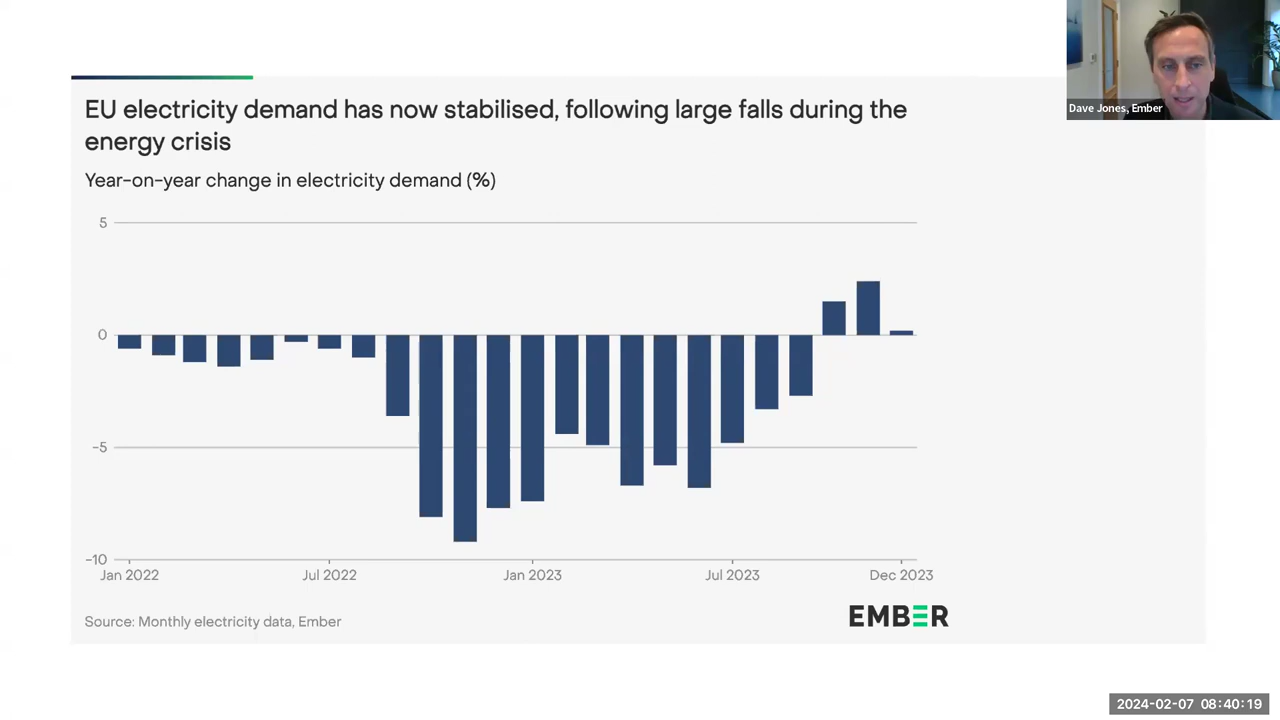 Dave Jones, Ember
EU electricity demand has now stabilised, following large falls during the
energy crisis
Year-on-year change in electricity demand (%)
5
0
−5
−10
Jan 2022
Jul 2022
Jan 2023
Jul 2023
Dec 2023
Source: Monthly electricity data, Ember
EMBER
2024-02-07 08:40:19